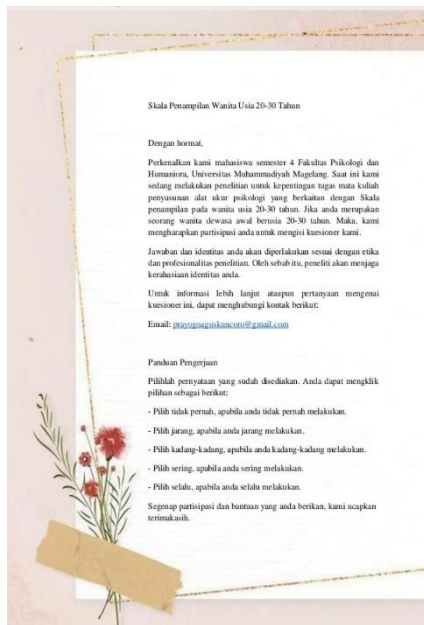 Skala Penampilan Wanita Usia 20-30 Tahun
Dengan hormat,
Perkenalkan kami mahasiswa semester 4 Fakultas Psikologi dan
Humaniora, Universitas Muhammadiyah Magelang. Saat ini kami
sedang melakukan penelitian untuk kepentingan tugas mata kuliah
penyusunan alat ukur psikologi yang berkaitan dengan Skala
penampilan pada wanita usia 20-30 tahun. Jika anda merupakan
seorang wanita dewasa awal berusia 20-30 tahun. Maka, kami
mengharapkan partisipasi anda untuk mengisi kuesioner kami.
Jawaban dan identitas anda akan diperlakukan sesuai dengan etika
dan profesionalitas penelitian. Oleh sebab itu, peneliti akan menjaga
kerahasiaan identitas anda.
Untuk informasi lebih lanjut ataupun pertanyaan mengenai
kuesioner ini, dapat menghubungi kontak berikut:
Email: prayogoaguskuncoro@gmail.com
Panduan Pengerjaan
Pilihlah pernyataan yang sudah disediakan. Anda dapat mengklik
pilihan sebagai berikut:
- Pilih tidak pernah, apabila anda tidak pernah melakukan.
- Pilih jarang, apabila anda jarang melakukan.
- Pilih kadang-kadang, apabila anda kadang-kadang melakukan.
- Pilih sering, apabila anda sering melakukan.
- Pilih selalu, apabila anda selalu melakukan.
Segenap partisipasi dan bantuan yang anda berikan, kami ucapkan
terimakasih.